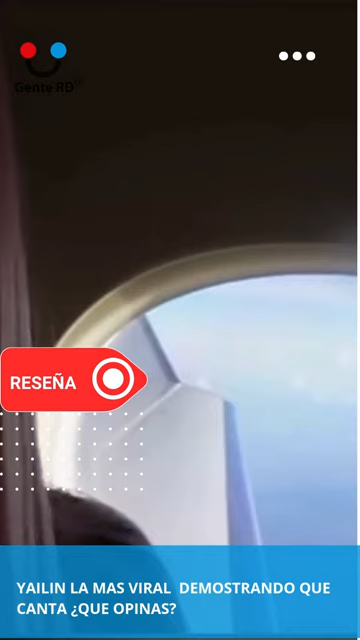 Gente RD
RESEÑA
YAILIN LA MAS VIRAL DEMOSTRANDO QUE
CANTA ¿QUE OPINAS?